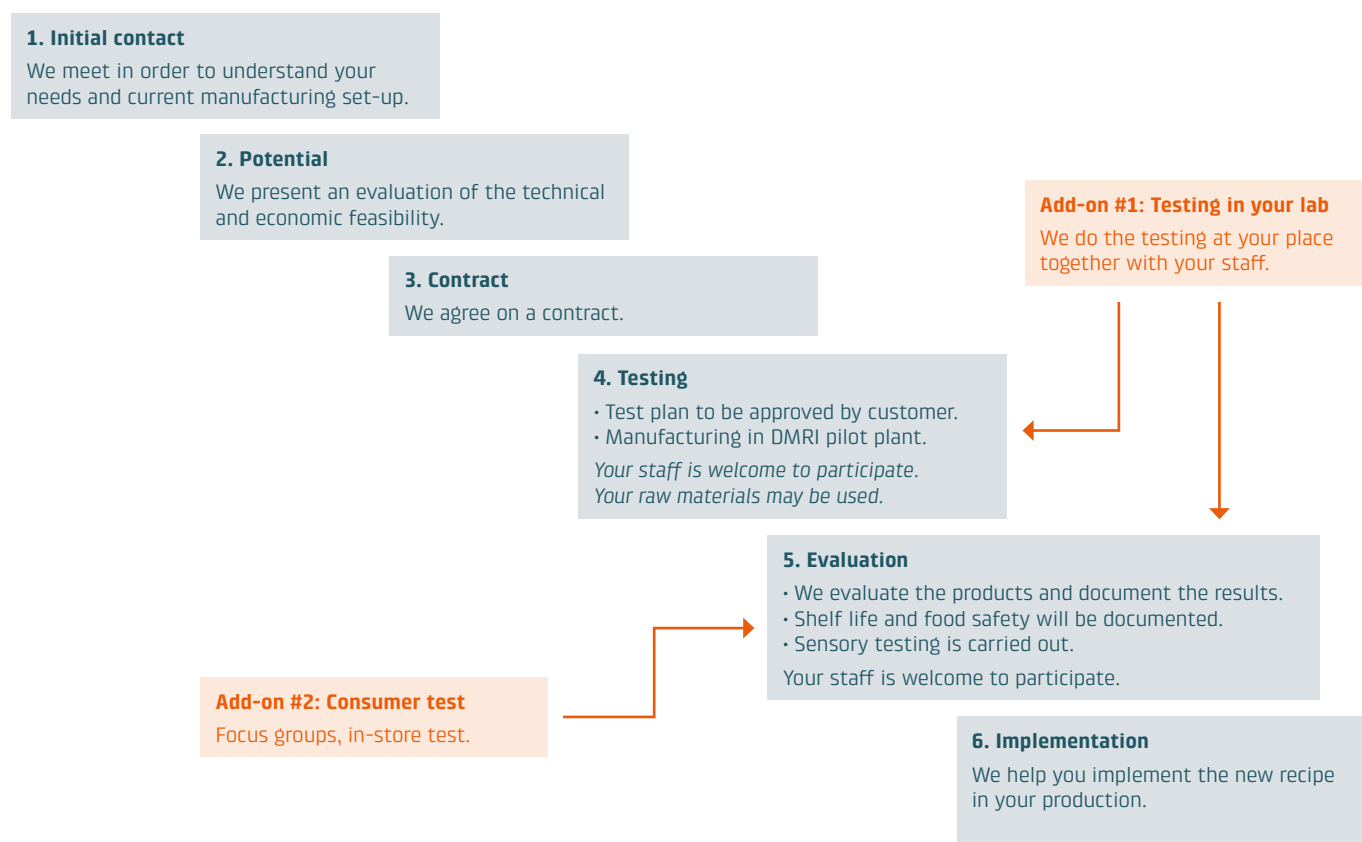 1. Initial contact
We meet in order to understand your
needs and current manufacturing set-up.
2. Potential
We present an evaluation of the technical
and economic feasibility.
Add-on #1: Testing in your lab
We do the testing at your place
together with your staff.
3. Contract
We agree on a contract.
4. Testing
• Test plan to be approved by customer.
• Manufacturing in DMRI pilot plant.
Your staff is welcome to participate.
Your raw materials may be used.
5. Evaluation
• We evaluate the products and document the results.
• Shelf life and food safety will be documented.
• Sensory testing is carried out.
Your staff is welcome to participate.
Add-on #2: Consumer test
Focus groups, in-store test.
6. Implementation
We help you implement the new recipe
in your production.